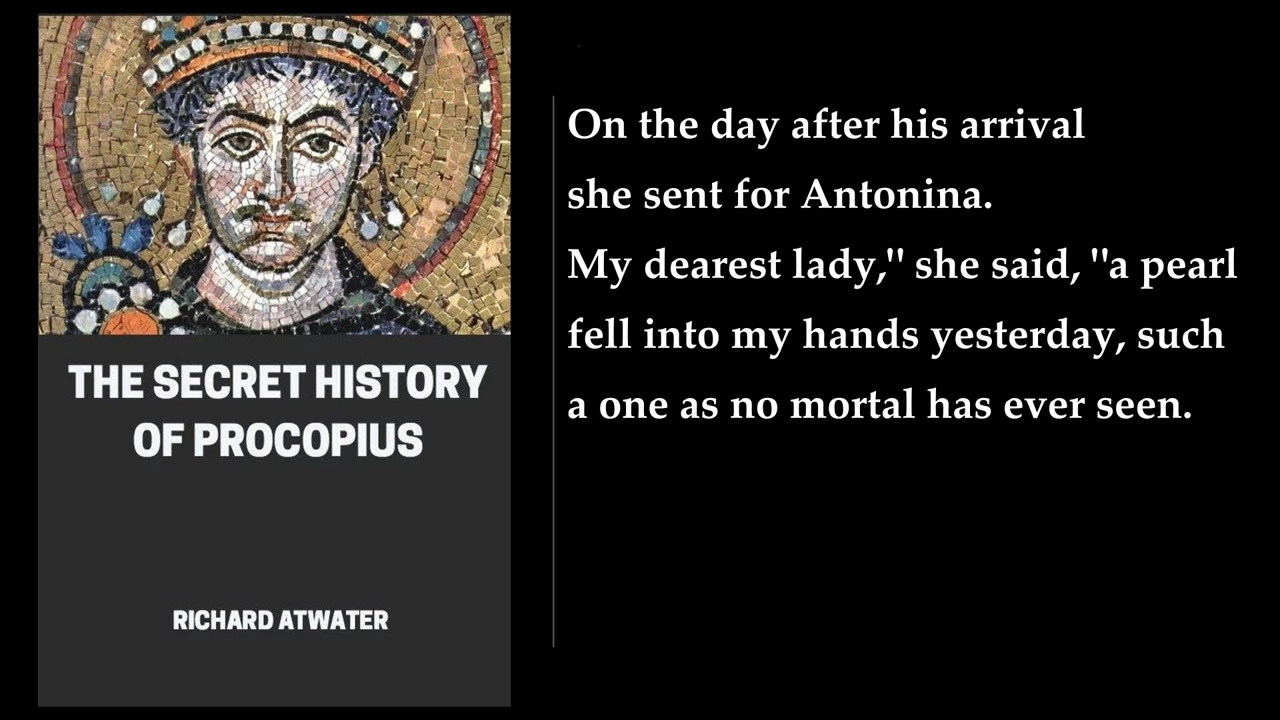 THE SECRET HISTORY
OF PROCOPIUS
RICHARD ATWATER
On the day after his arrival
she sent for Antonina.
My dearest lady," she said, "a pearl
fell into my hands yesterday, such
a one as no mortal has ever seen.